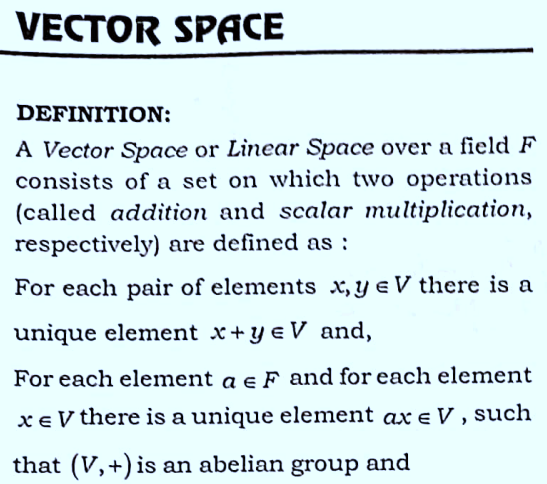 VECTOR SPACE
DEFINITION:
A Vector Space or Linear Space over a field F
consists of a set on which two operations
(called addition and scalar multiplication,
respectively) are defined as :
For each pair of elements x, y ∈ V there is a
unique element x + y ∈ V and,
For each element a ∈ F and for each element
x ∈ V there is a unique element ax ∈ V , such
that (V,+) is an abelian group and